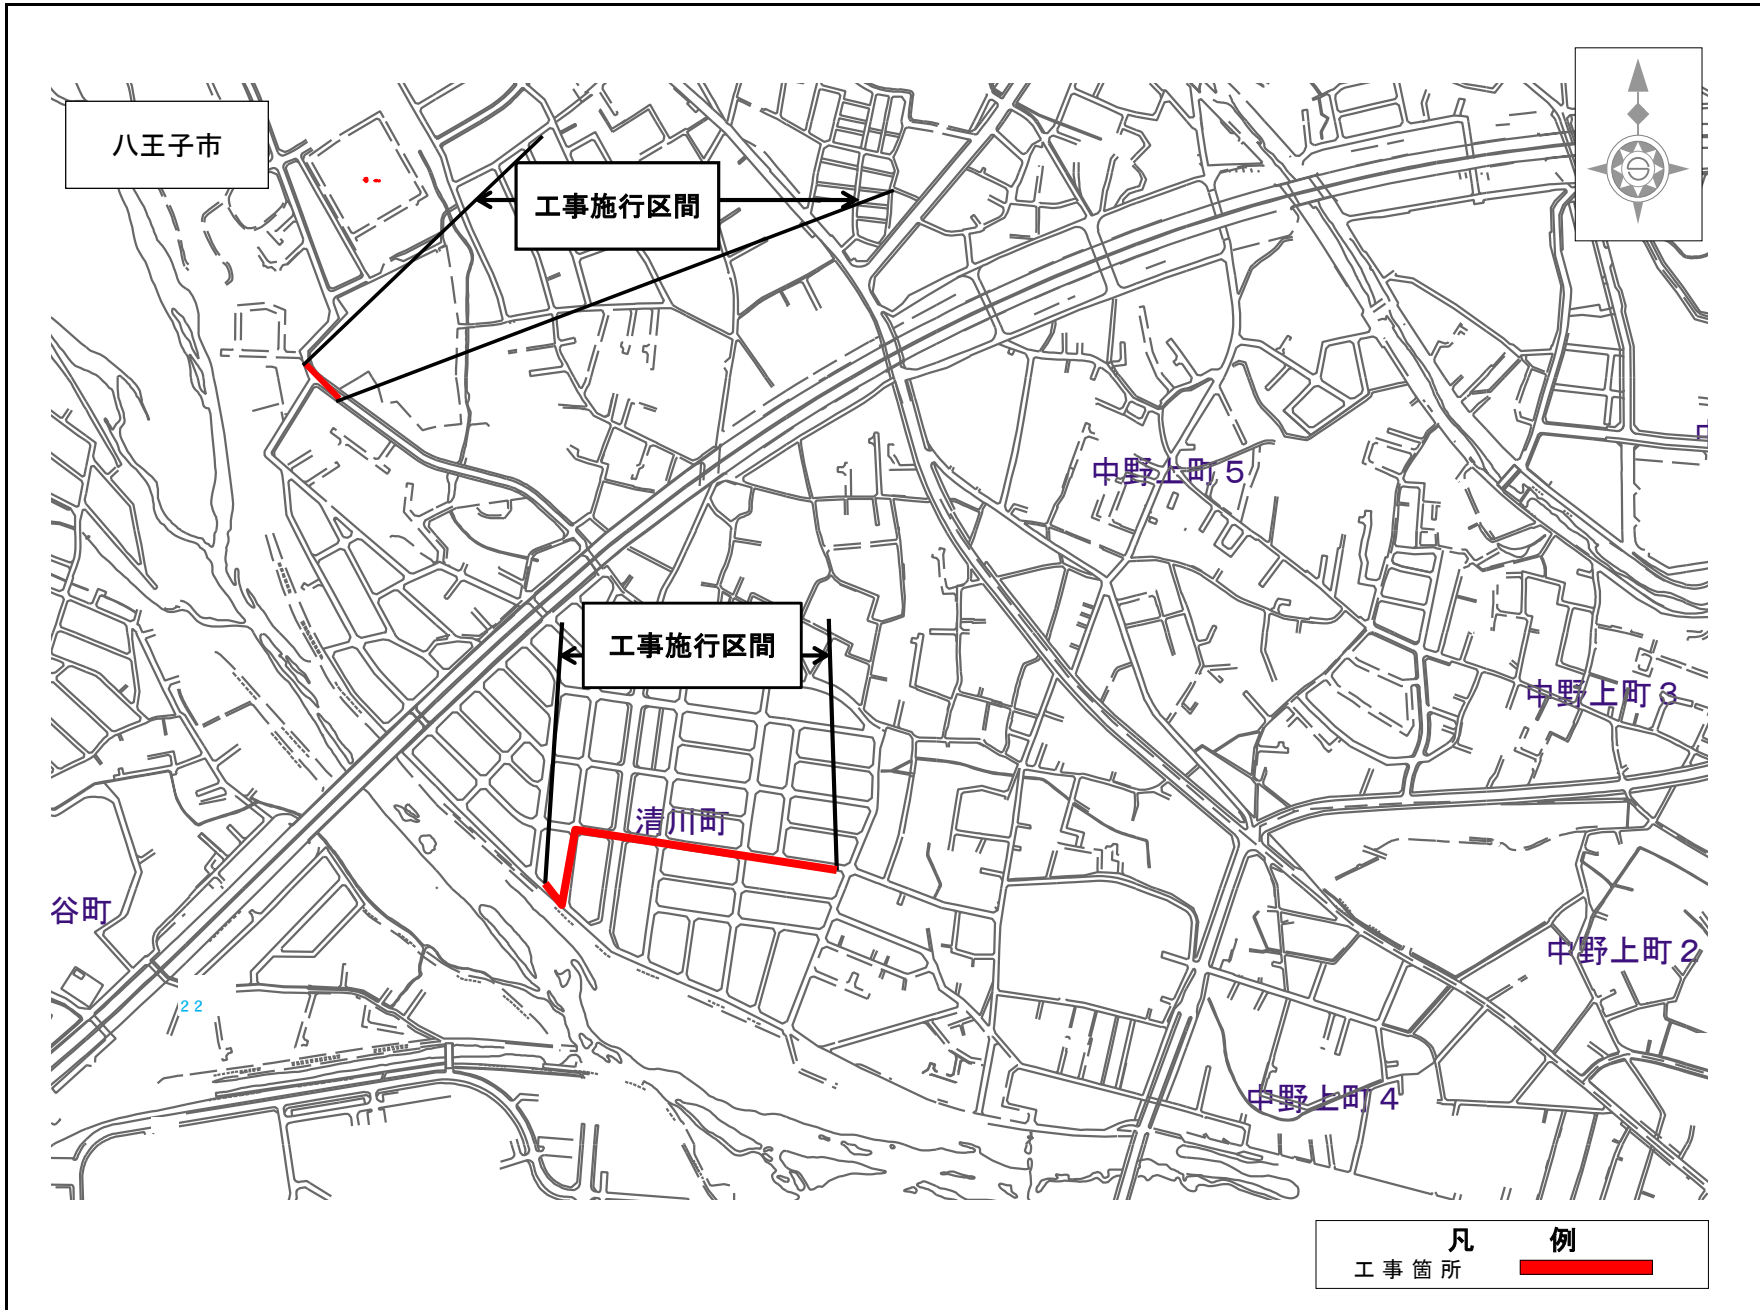 八王子市
工事施行区間
中
中野上町５
工事施行区間
中野上町３
清川町
谷町
中野上町２
22
中野上町４
凡例
工事箇所